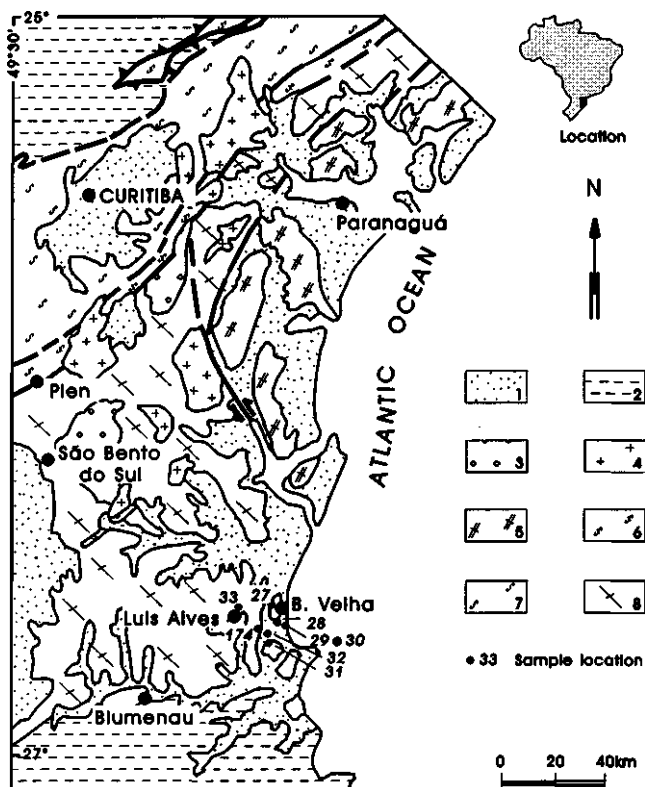 25°
49°30'
Location
CURITIBA
Paranaguá
N
ATLANTIC OCEAN
Pien
São Bento
do Sul
1
2
3
4
5
6
7
8
33
27
B. Velha
Luis Alves
28
174
29
30
32
31
Blumenau
27°
33 Sample location
0 20 40km